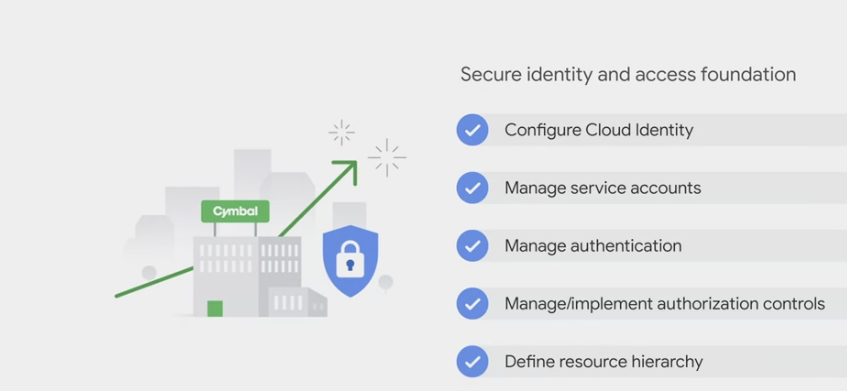 Secure identity and access foundation
Configure Cloud Identity
Manage service accounts
Cymbal
Manage authentication
Manage/implement authorization controls
Define resource hierarchy